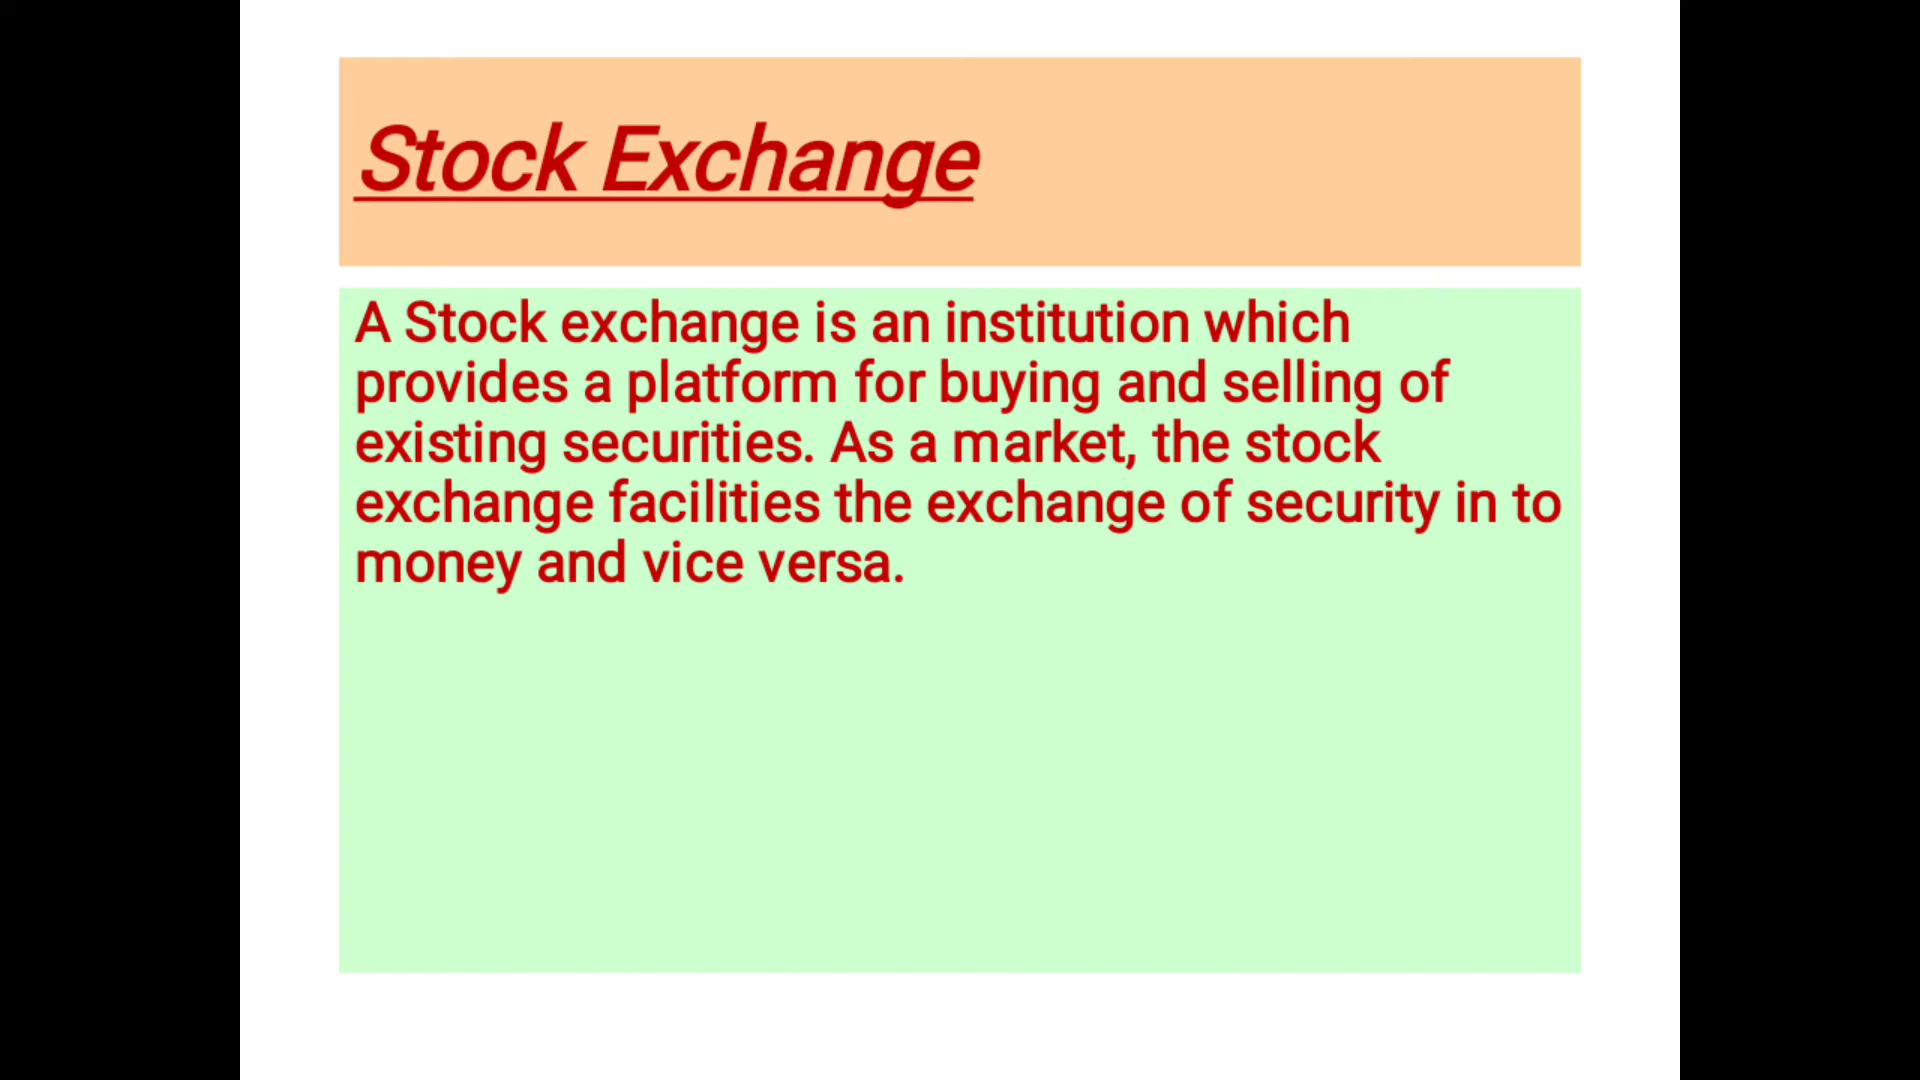 Stock Exchange
A Stock exchange is an institution which
provides a platform for buying and selling of
existing securities. As a market, the stock
exchange facilities the exchange of security in to
money and vice versa.